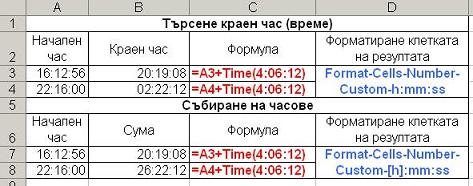 A B C D
1 Търсене краен час (време)
2 Начален час Краен час Формула Форматиране клетката на резултата
3 16:12:56 20:19:08 =A3+Time(4:06:12) Format-Cells-Number-
4 22:16:00 02:22:12 =A4+Time(4:06:12) Custom-h:mm:ss
5 Събиране на часове
6 Начален час Сума Формула Форматиране клетката на резултата
7 16:12:56 20:19:08 =A3+Time(4:06:12) Format-Cells-Number-
8 22:16:00 26:22:12 =A4+Time(4:06:12) Custom-[h]:mm:ss